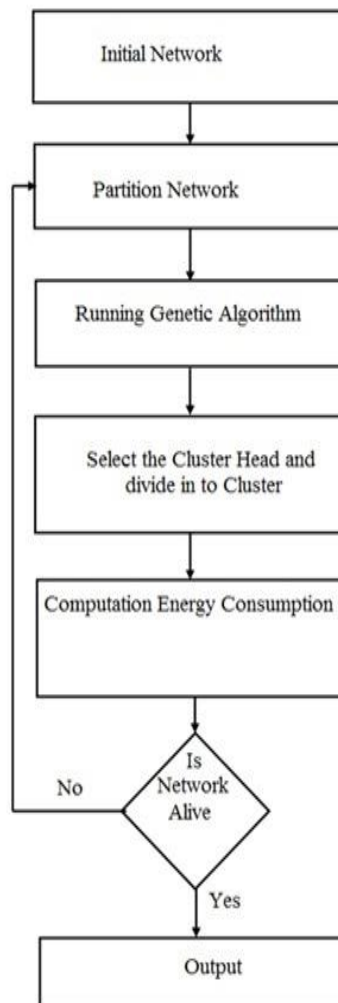 Initial Network
Partition Network
Running Genetic Algorithm
Select the Cluster Head and
divide in to Cluster
Computation Energy Consumption
Is
Network
Alive
No
Yes
Output